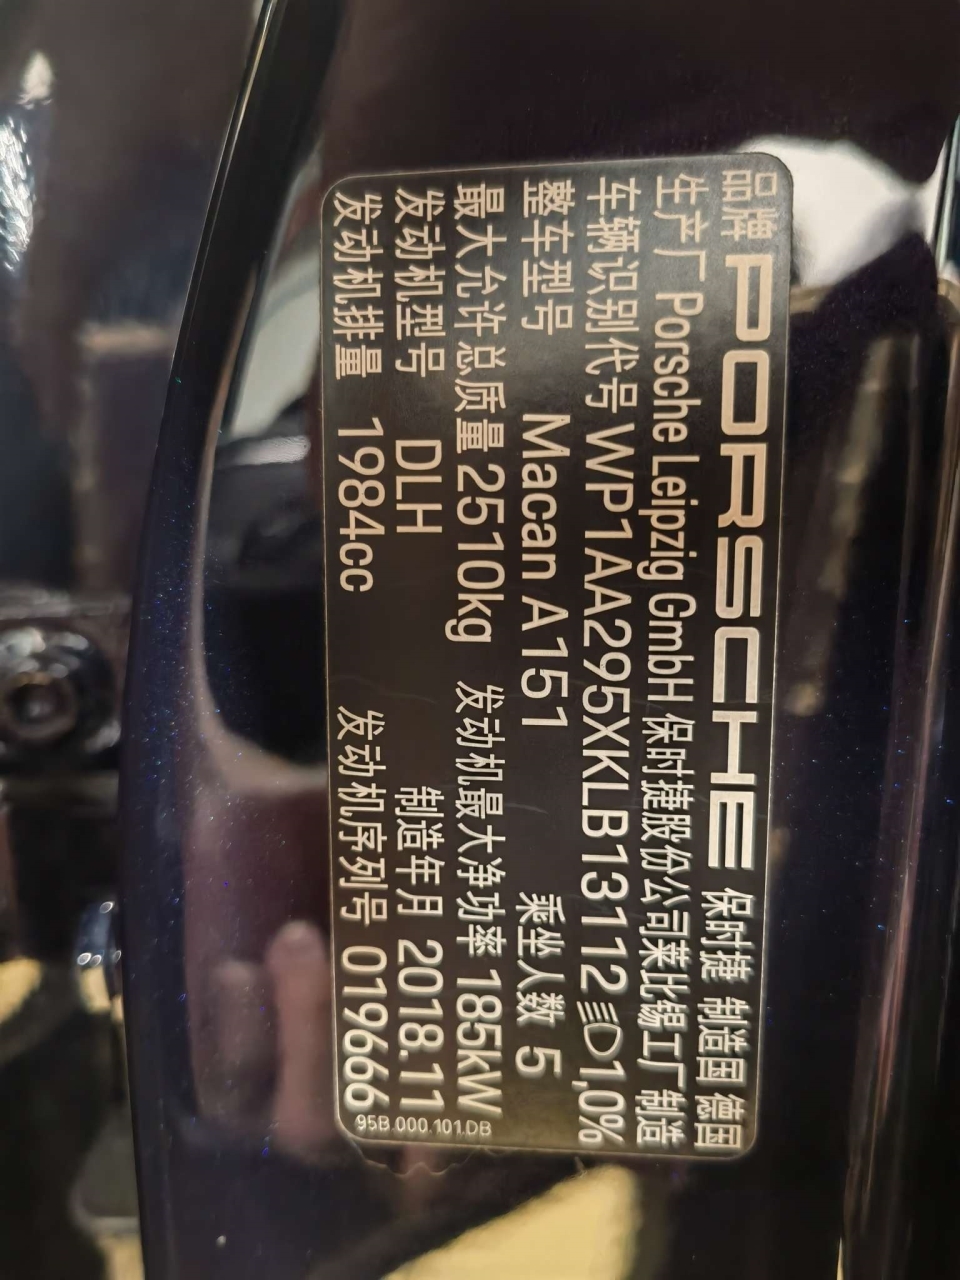 品牌 PORSCHE 保时捷 制造国 德国
生产厂 Porsche Leipzig GmbH 保时捷股份公司莱比锡工厂制造
车辆识别代号 WP1AA295XKLB13112 1,0%
整车型号 Macan A151 乘坐人数 5
最大允许总质量 2510kg 发动机最大净功率 185kW
发动机型号 DLH 制造年月 2018.11
发动机排量 1984cc 发动机序列号 019666
95B.000.101.DB